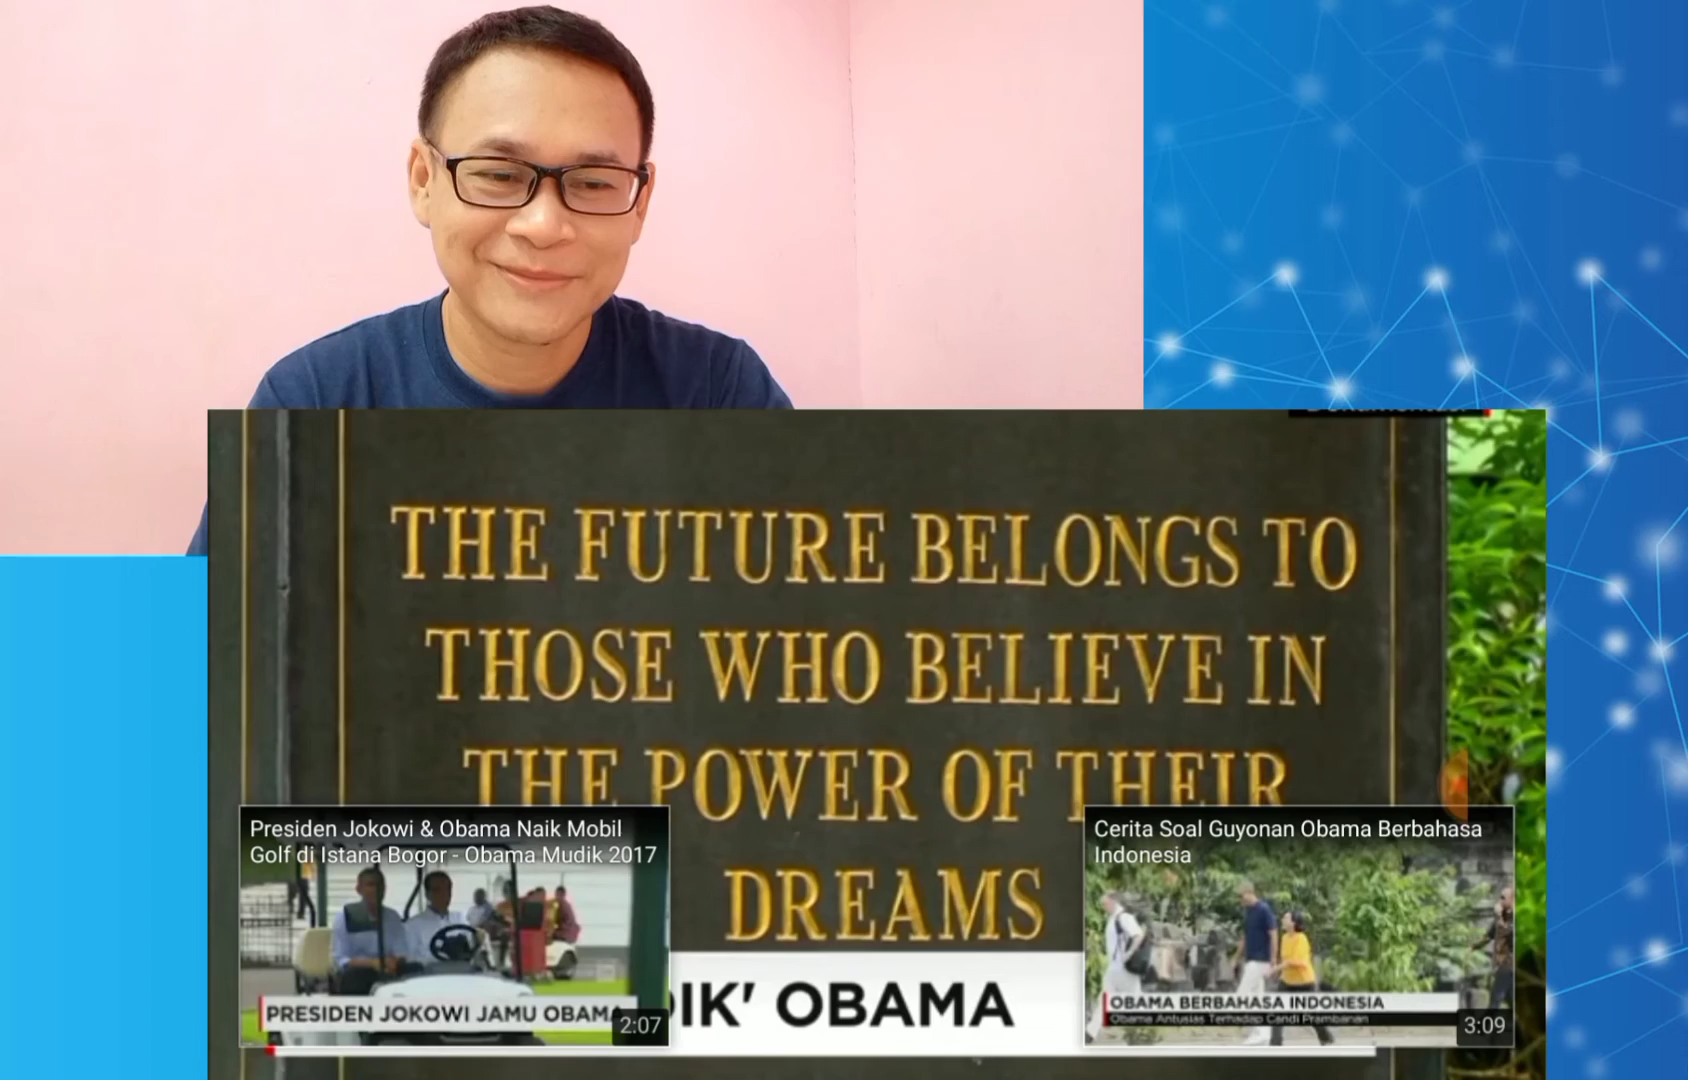 THE FUTURE BELONGS TO
THOSE WHO BELIEVE IN
THE POWER OF THEIR
DREAMS
IK' OBAMA
Presiden Jokowi & Obama Naik Mobil
Golf di Istana Bogor - Obama Mudik 2017
PRESIDEN JOKOWI JAMU OBAMA
2:07
Cerita Soal Guyonan Obama Berbahasa
Indonesia
OBAMA BERBAHASA INDONESIA
Obama Antusias Terhadap Candi Prambanan
3:09